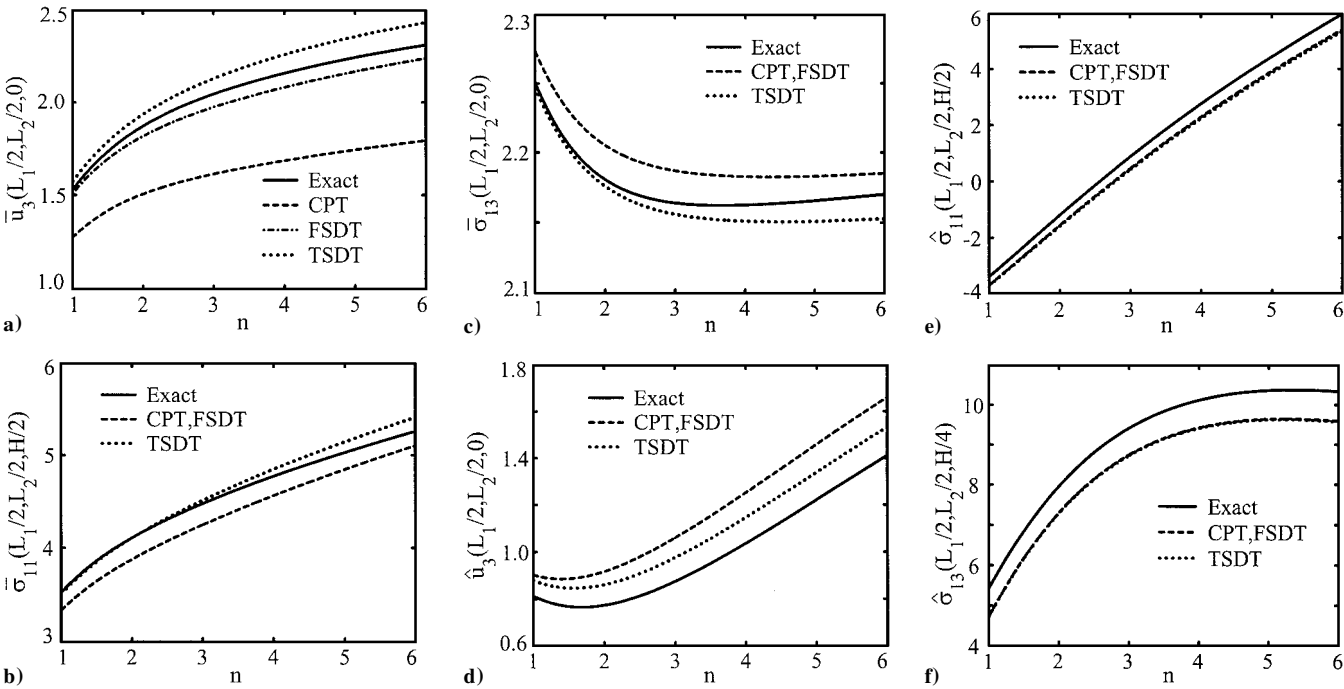 2.5
2.0
1.5
1.0
u̅₃(L₁/2,L₂/2,0)
Exact
CPT
FSDT
TSDT
1 2 3 4 5 6
n
a)
2.3
2.2
2.1
σ̅₁₃(L₁/2,L₂/2,0)
Exact
CPT,FSDT
TSDT
1 2 3 4 5 6
n
c)
6
4
2
0
-2
-4
σ̂₁₁(L₁/2,L₂/2,H/2)
Exact
CPT,FSDT
TSDT
1 2 3 4 5 6
n
e)
6
5
4
3
σ̅₁₁(L₁/2,L₂/2,H/2)
Exact
CPT,FSDT
TSDT
1 2 3 4 5 6
n
b)
1.8
1.4
1.0
0.6
û₃(L₁/2,L₂/2,0)
Exact
CPT,FSDT
TSDT
1 2 3 4 5 6
n
d)
10
8
6
4
σ̂₁₃(L₁/2,L₂/2,H/4)
Exact
CPT,FSDT
TSDT
1 2 3 4 5 6
n
f)